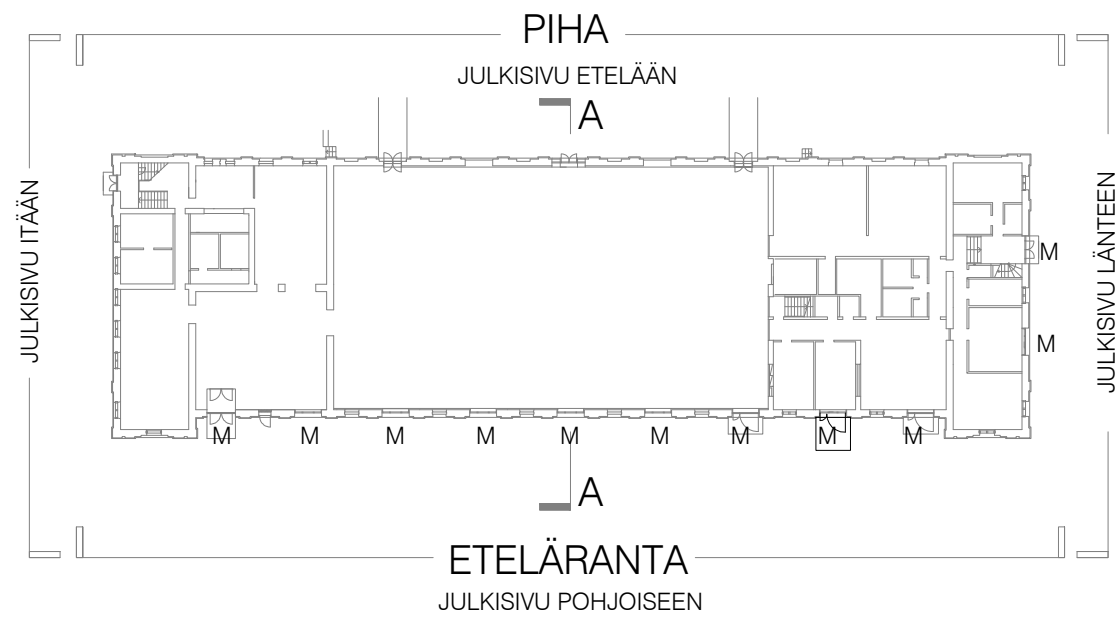 PIHA
JULKISIVU ETELÄÄN
A
JULKISIVU ITÄÄN
JULKISIVU LÄNTEEN
M
M
M M M M M M M M M
A
ETELÄRANTA
JULKISIVU POHJOISEEN